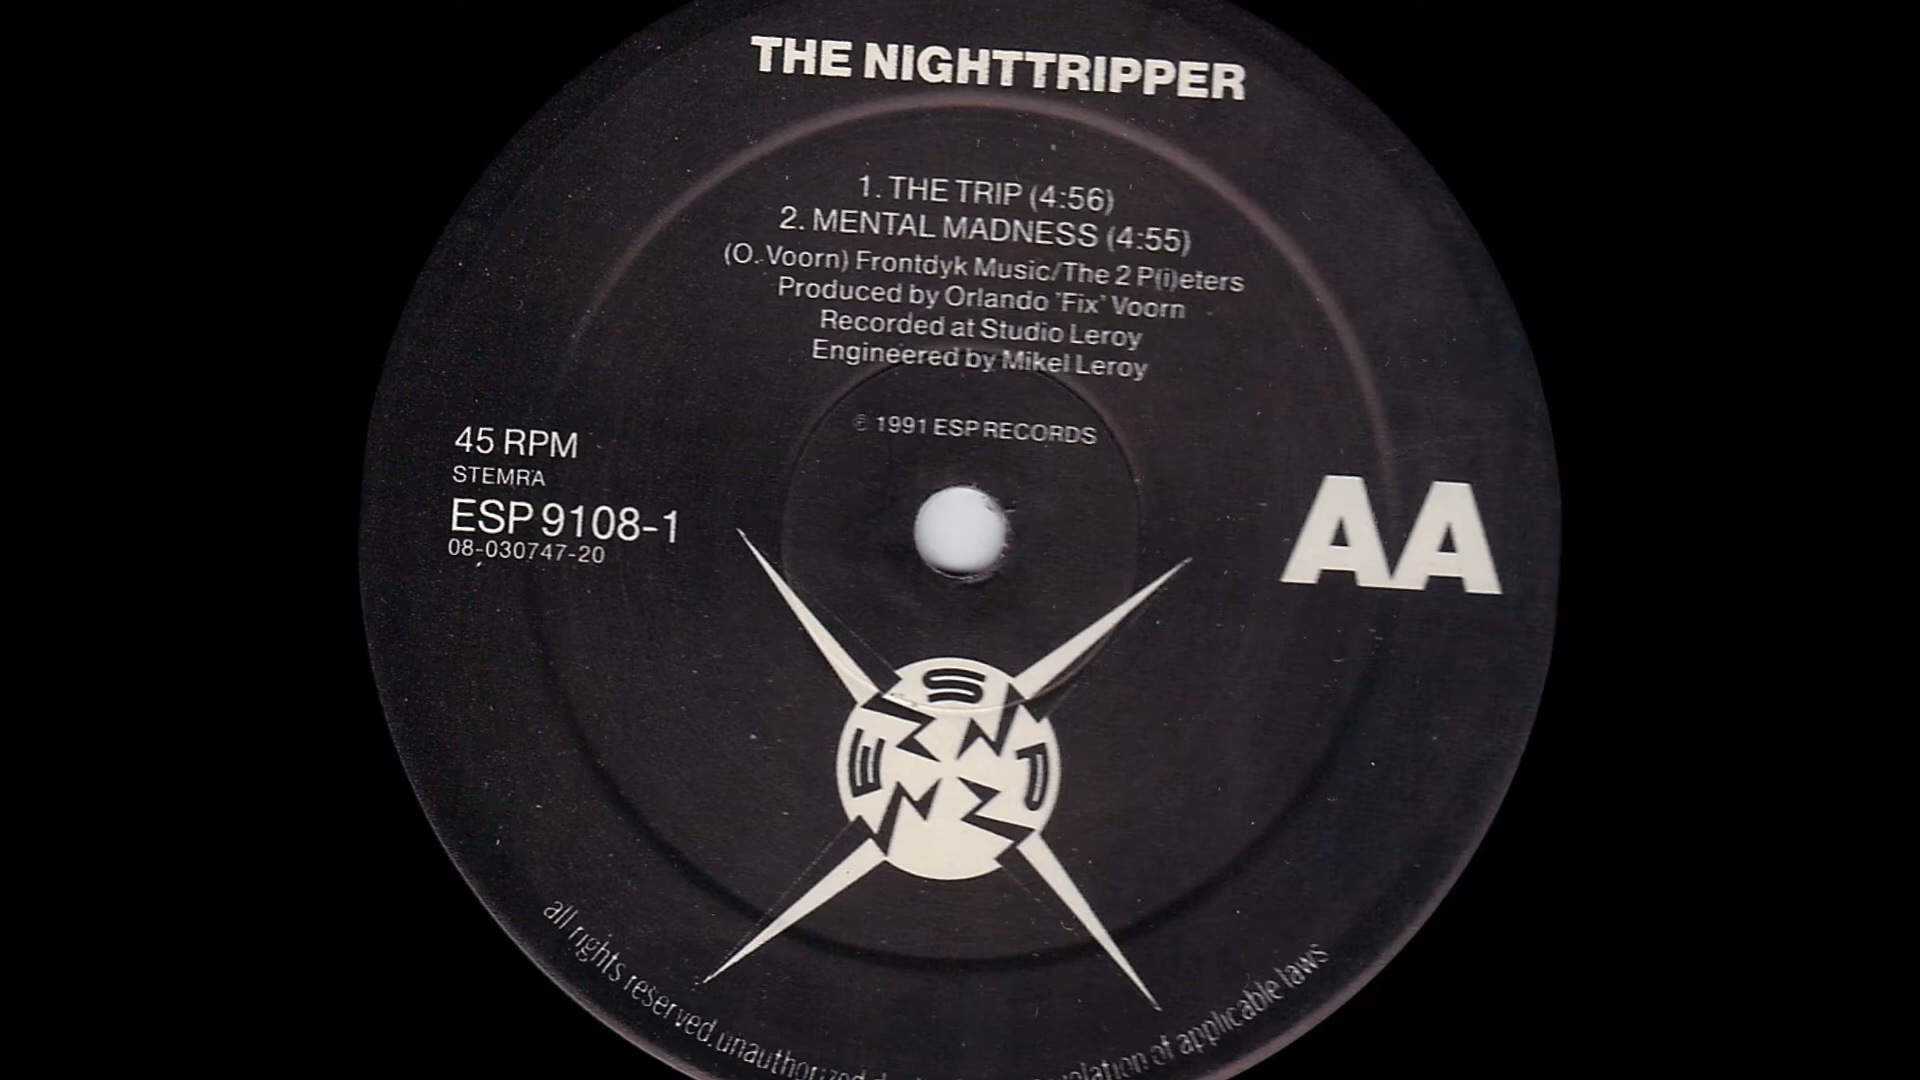 THE NIGHTTRIPPER
1. THE TRIP (4:56)
2. MENTAL MADNESS (4:55)
(O. Voorn) Frontdyk Music/The 2 P(i)eters
Produced by Orlando "Fix" Voorn
Recorded at Studio Leroy
Engineered by Mikel Leroy
℗ 1991 ESP RECORDS
45 RPM
STEMRA
ESP 9108-1
08-030747-20
AA
E S P
all rights reserved. unauthorized of applicable laws